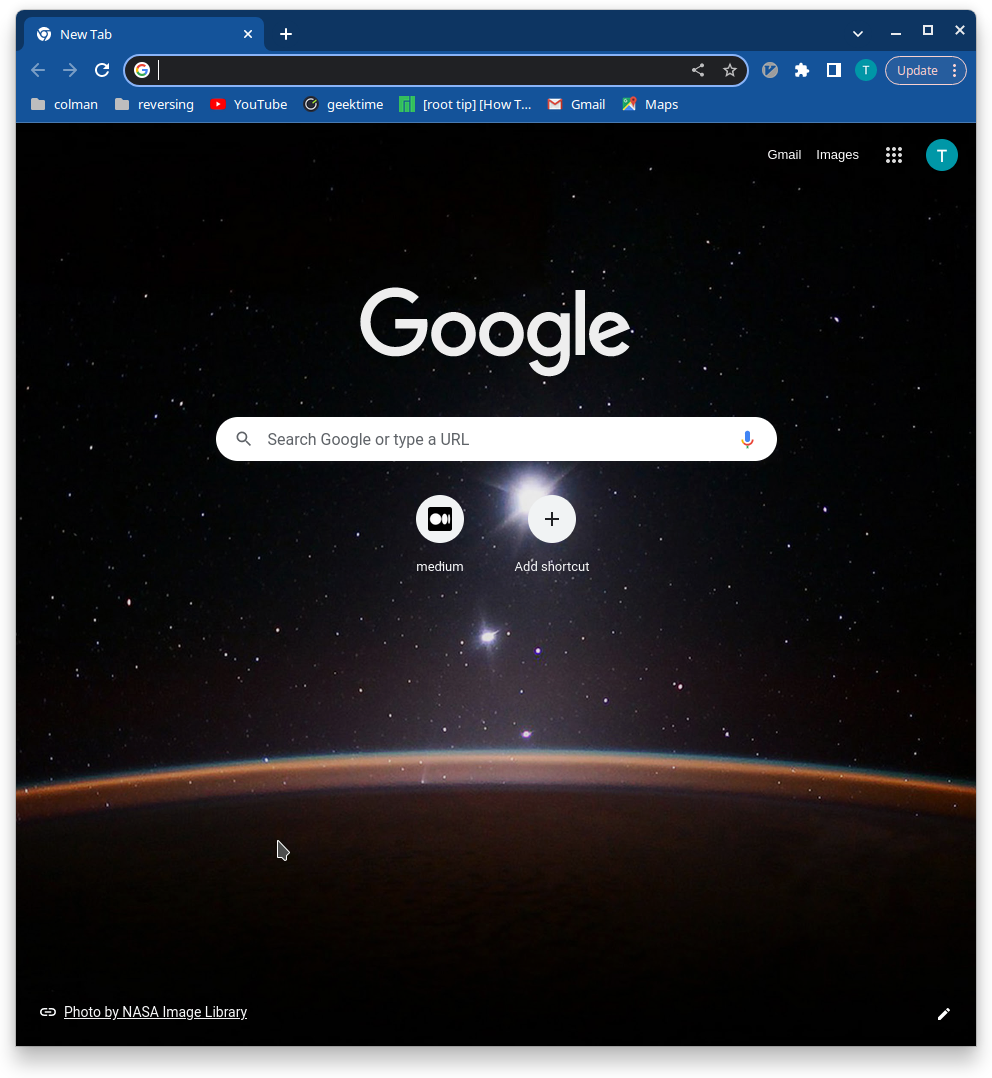 New Tab
T
Update
colman
reversing
YouTube
geektime
[root tip] [How T...
Gmail
Maps
Gmail
Images
T
Google
Search Google or type a URL
medium
Add shortcut
Photo by NASA Image Library